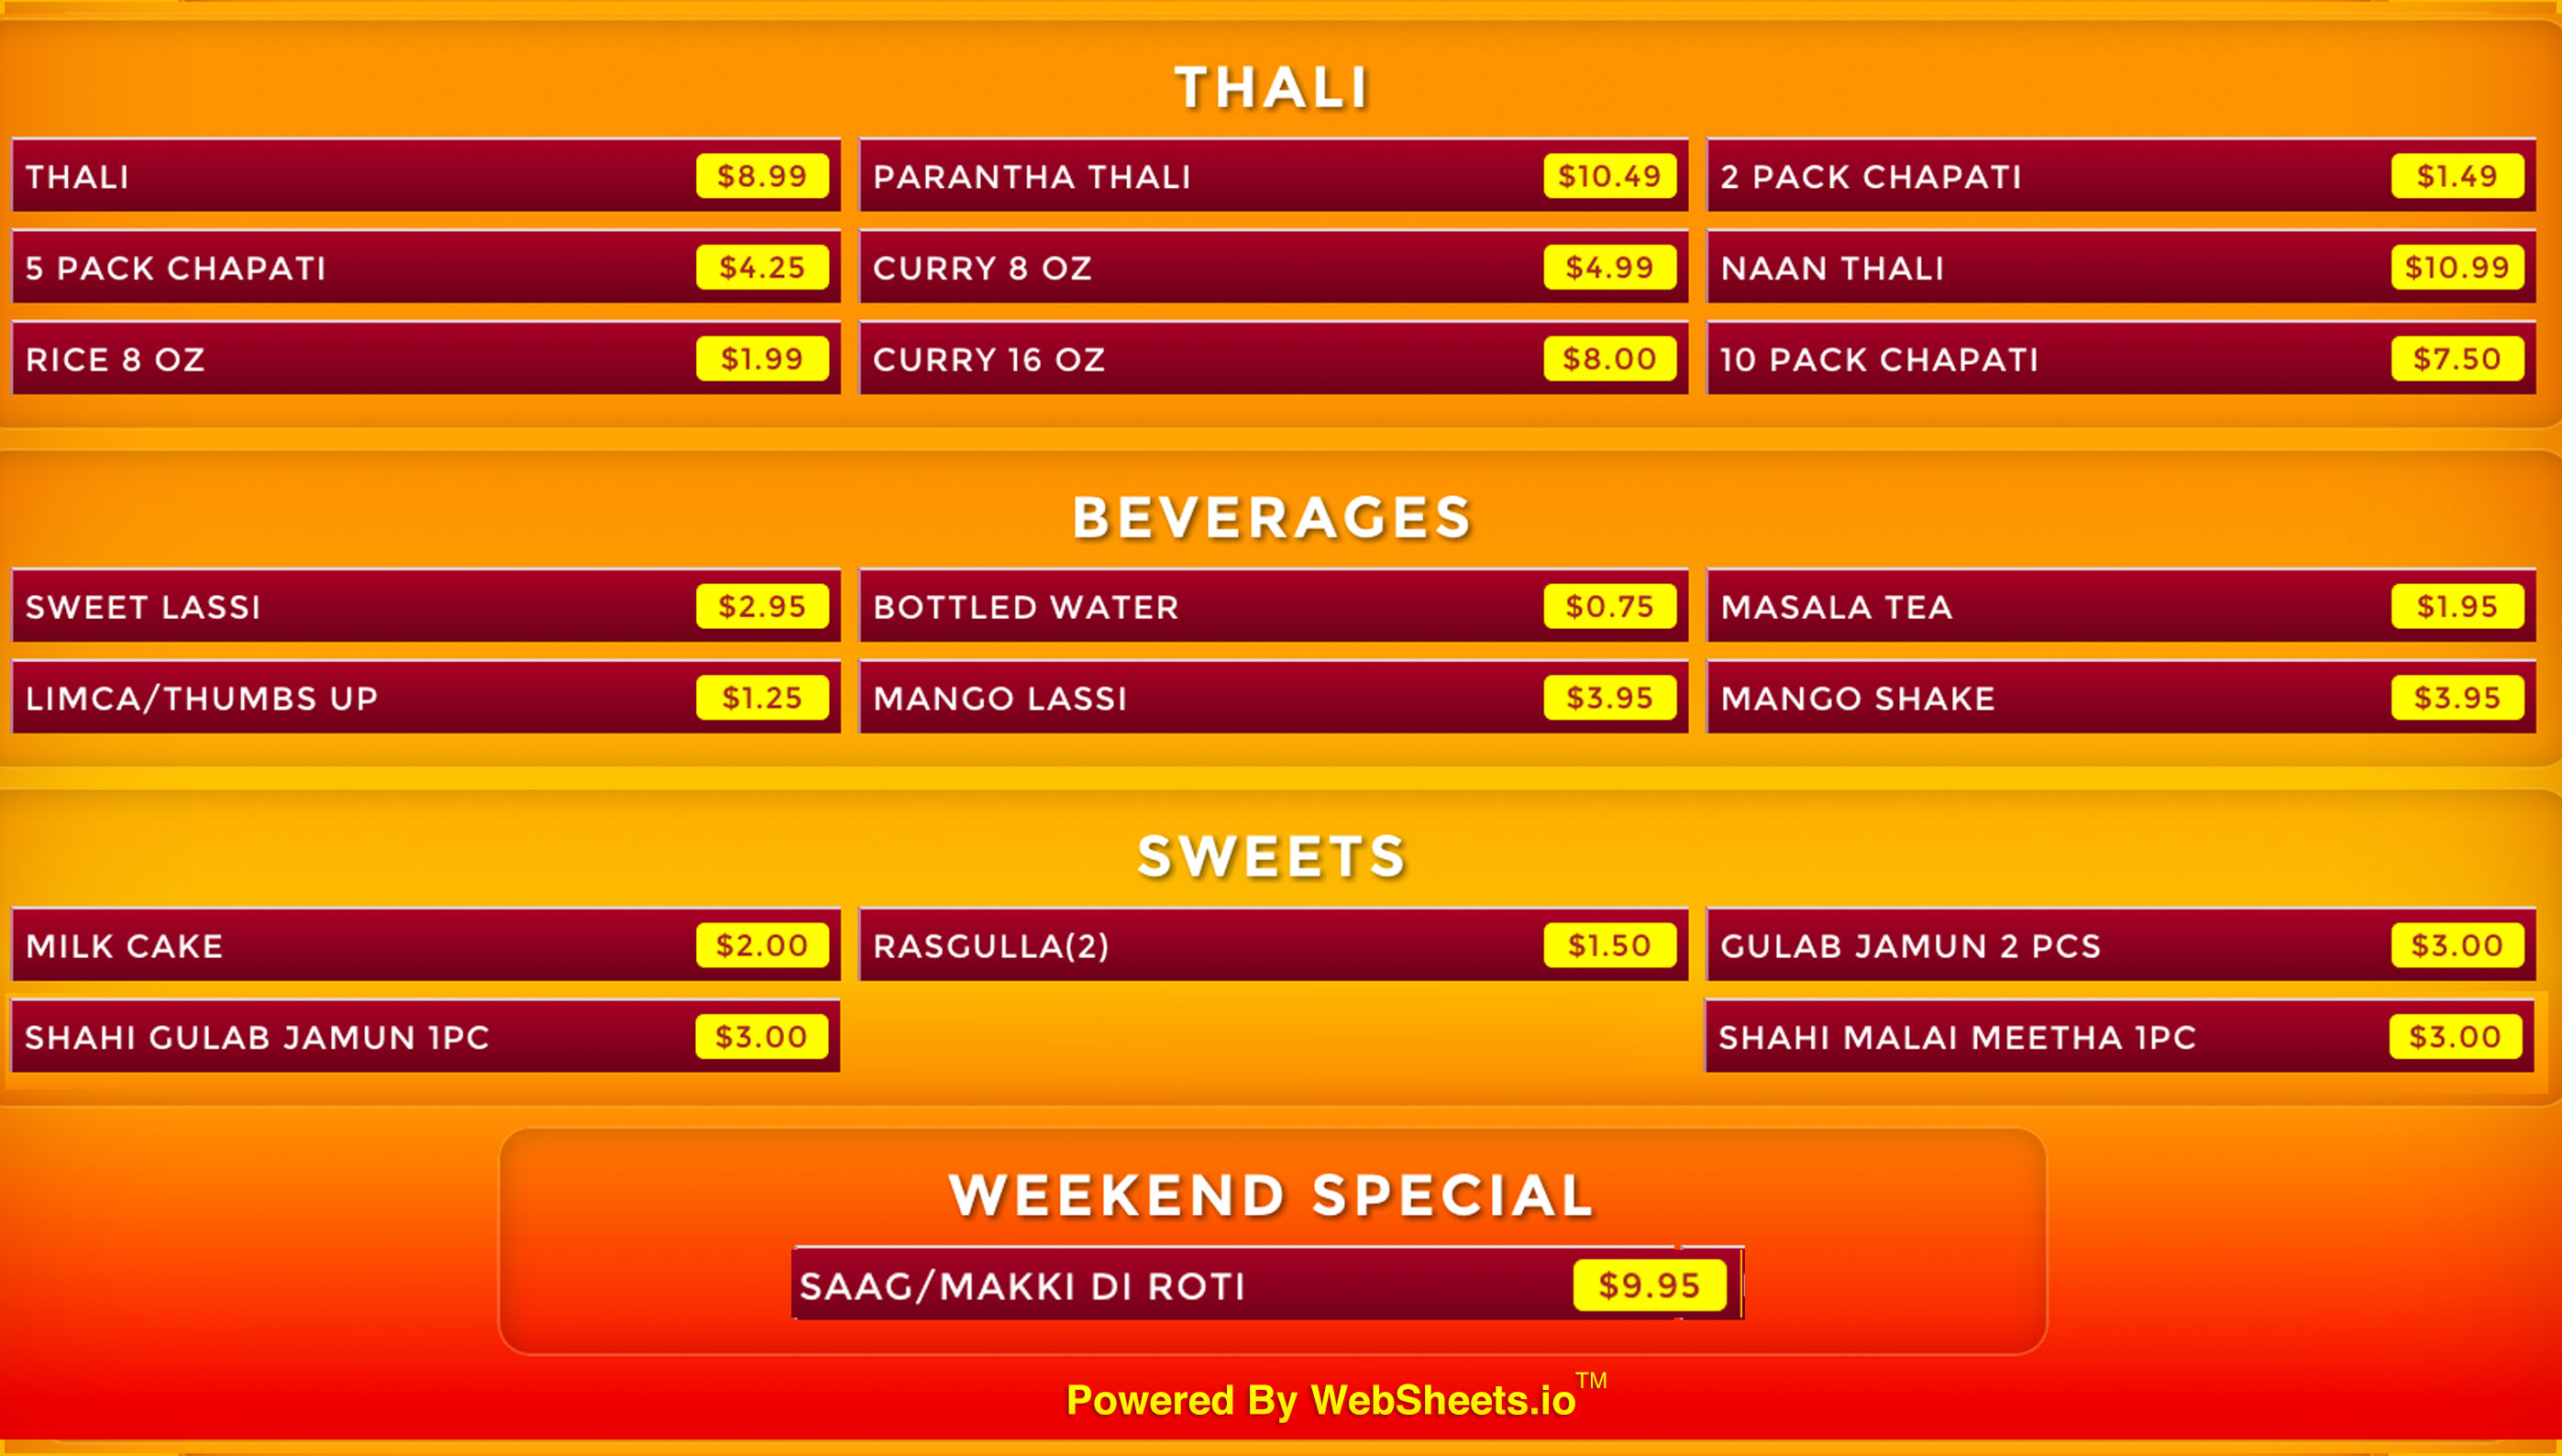 THALI
THALI $8.99 PARANTHA THALI $10.49 2 PACK CHAPATI $1.49
5 PACK CHAPATI $4.25 CURRY 8 OZ $4.99 NAAN THALI $10.99
RICE 8 OZ $1.99 CURRY 16 OZ $8.00 10 PACK CHAPATI $7.50
BEVERAGES
SWEET LASSI $2.95 BOTTLED WATER $0.75 MASALA TEA $1.95
LIMCA/THUMBS UP $1.25 MANGO LASSI $3.95 MANGO SHAKE $3.95
SWEETS
MILK CAKE $2.00 RASGULLA(2) $1.50 GULAB JAMUN 2 PCS $3.00
SHAHI GULAB JAMUN 1PC $3.00 SHAHI MALAI MEETHA 1PC $3.00
WEEKEND SPECIAL
SAAG/MAKKI DI ROTI $9.95
Powered By WebSheets.io™